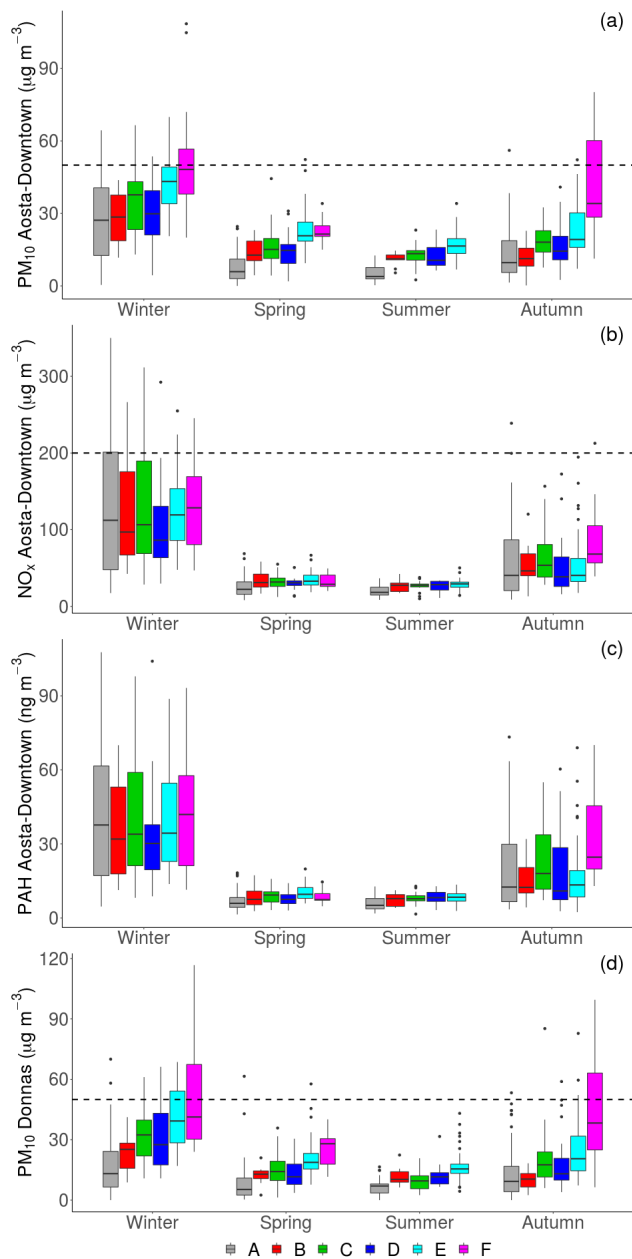 (a)
PM10 Aosta-Downtown (µg m−3)
90
60
30
0
Winter Spring Summer Autumn
(b)
NOx Aosta-Downtown (µg m−3)
300
200
100
0
Winter Spring Summer Autumn
(c)
PAH Aosta-Downtown (ng m−3)
90
60
30
0
Winter Spring Summer Autumn
(d)
PM10 Donnas (µg m−3)
120
90
60
30
0
Winter Spring Summer Autumn
A B C D E F